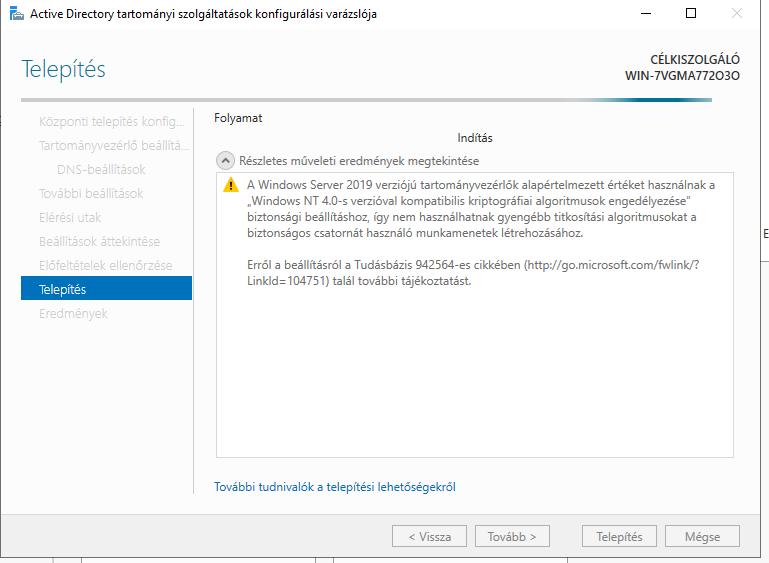 Active Directory tartományi szolgáltatások konfigurálási varázslója
Telepítés
CÉLKISZOLGÁLÓ
WIN-7VGMA772O3O
Központi telepítés konfig...
Tartományvezérlő beállítá...
DNS-beállítások
További beállítások
Elérési utak
Beállítások áttekintése
Előfeltételek ellenőrzése
Telepítés
Eredmények
Folyamat
Indítás
Részletes műveleti eredmények megtekintése
A Windows Server 2019 verziójú tartományvezérlők alapértelmezett értéket használnak a
„Windows NT 4.0-s verzióval kompatibilis kriptográfiai algoritmusok engedélyezése”
biztonsági beállításhoz, így nem használhatnak gyengébb titkosítási algoritmusokat a
biztonságos csatornát használó munkamenetek létrehozásához.
Erről a beállításról a Tudásbázis 942564-es cikkében (http://go.microsoft.com/fwlink/?
LinkId=104751) talál további tájékoztatást.
További tudnivalók a telepítési lehetőségekről
< Vissza
Tovább >
Telepítés
Mégse